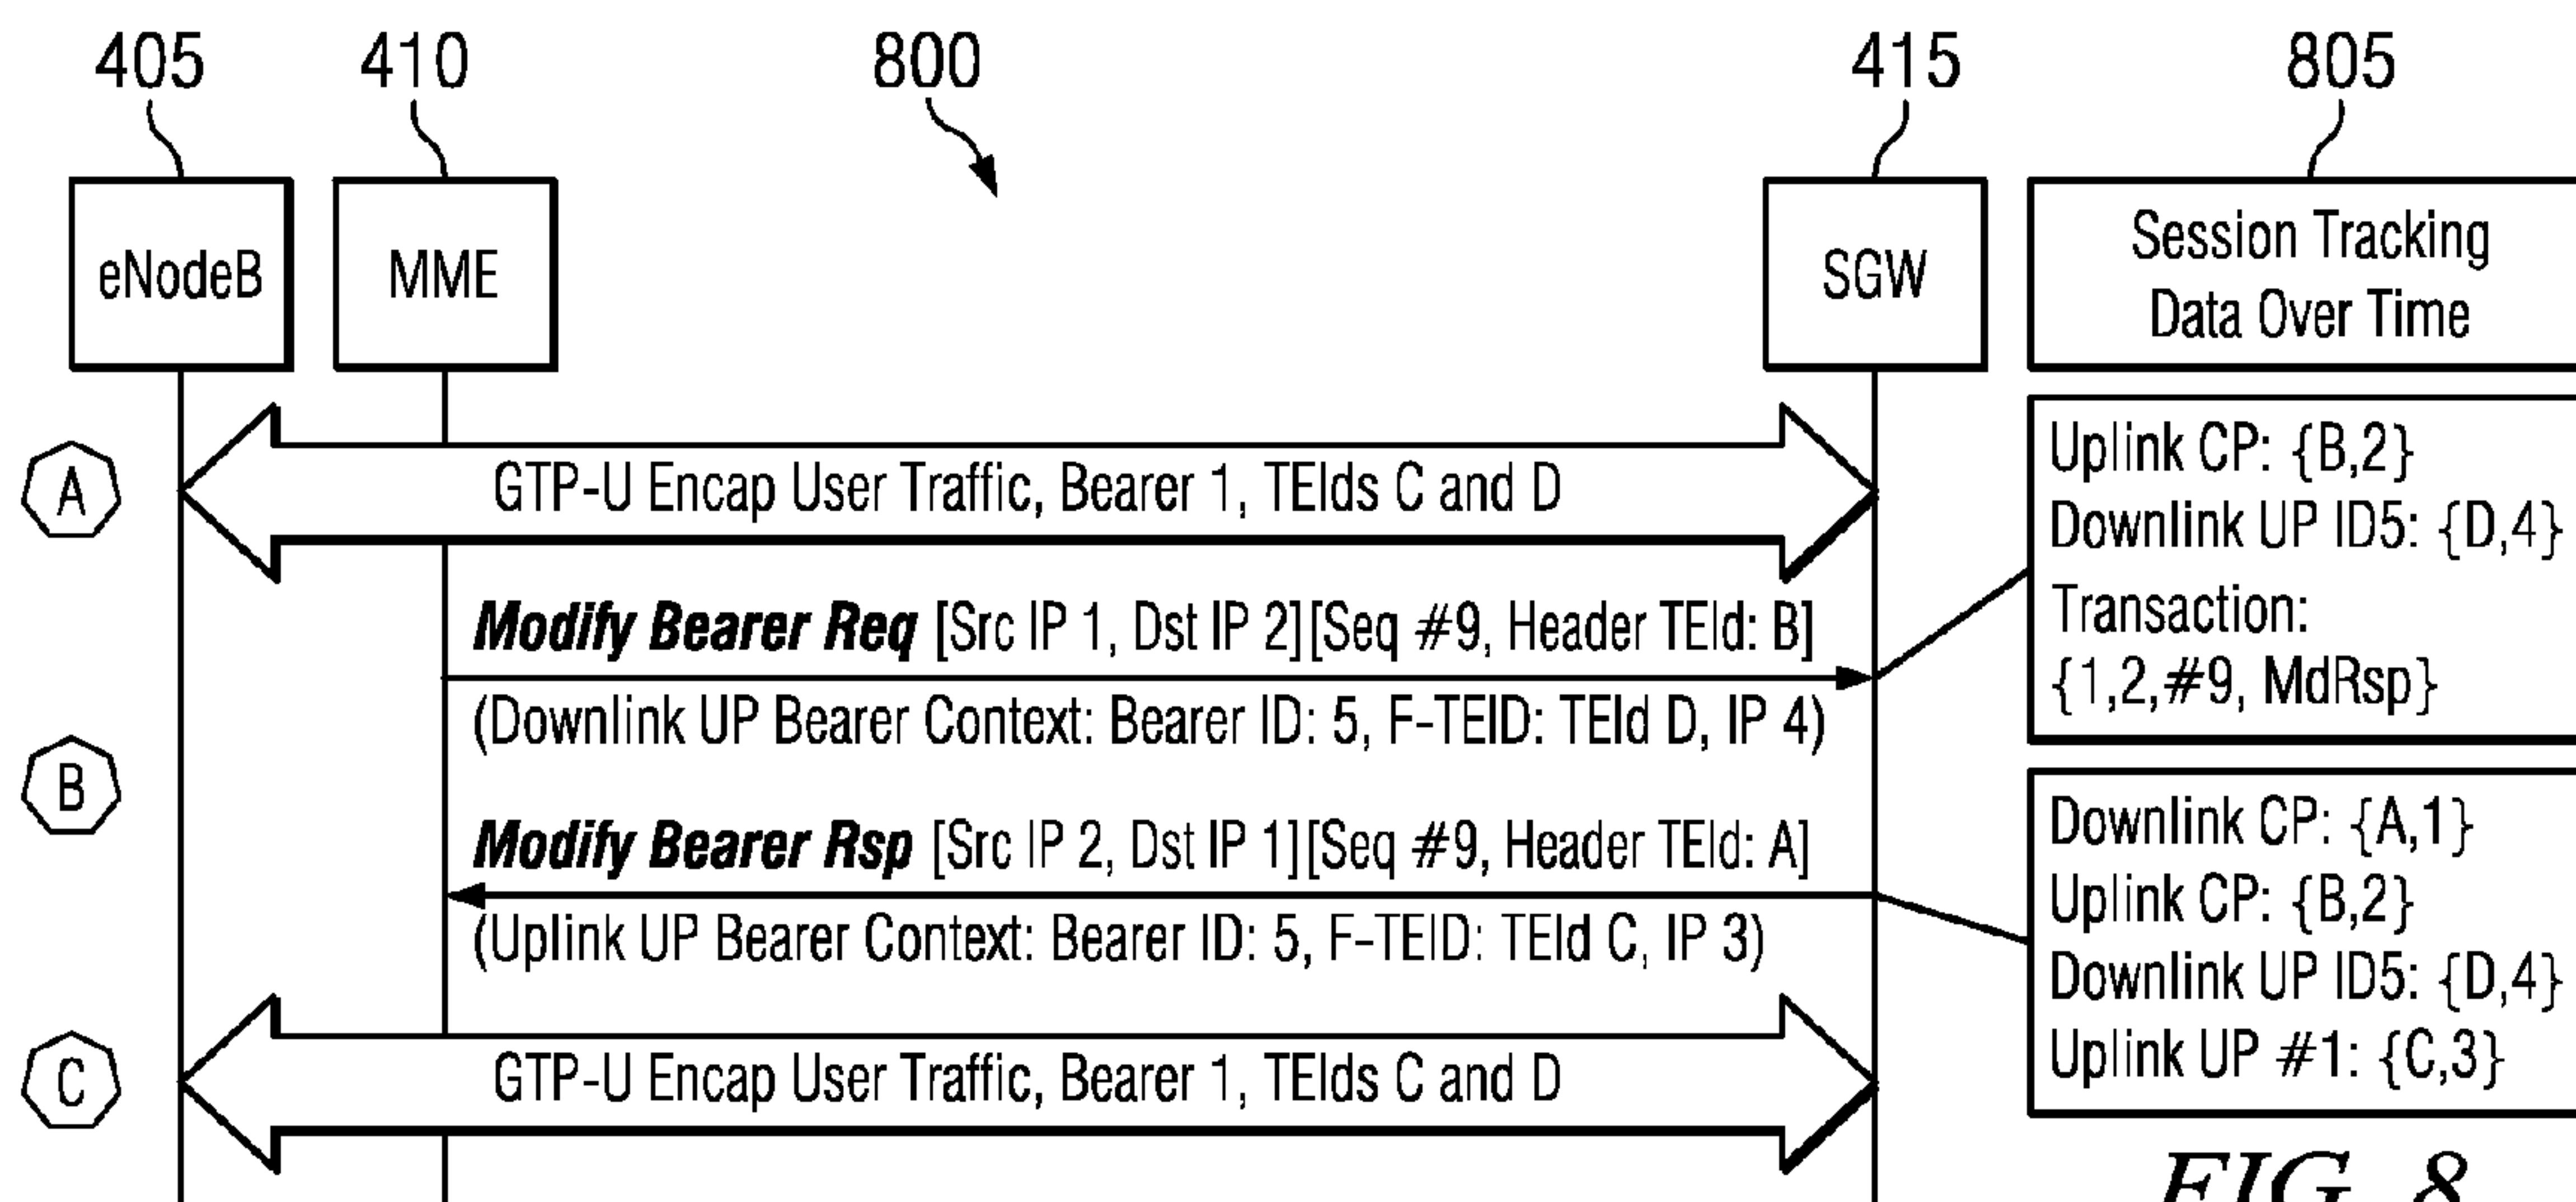 405
410
800
415
805
eNodeB
MME
SGW
Session Tracking
Data Over Time
A
GTP-U Encap User Traffic, Bearer 1, TEIds C and D
Uplink CP: {B,2}
Downlink UP ID5: {D,4}
Transaction:
{1,2,#9, MdRsp}
Modify Bearer Req [Src IP 1, Dst IP 2][Seq #9, Header TEId: B]
(Downlink UP Bearer Context: Bearer ID: 5, F-TEID: TEId D, IP 4)
B
Modify Bearer Rsp [Src IP 2, Dst IP 1][Seq #9, Header TEId: A]
(Uplink UP Bearer Context: Bearer ID: 5, F-TEID: TEId C, IP 3)
Downlink CP: {A,1}
Uplink CP: {B,2}
Downlink UP ID5: {D,4}
Uplink UP #1: {C,3}
C
GTP-U Encap User Traffic, Bearer 1, TEIds C and D
FIG. 8